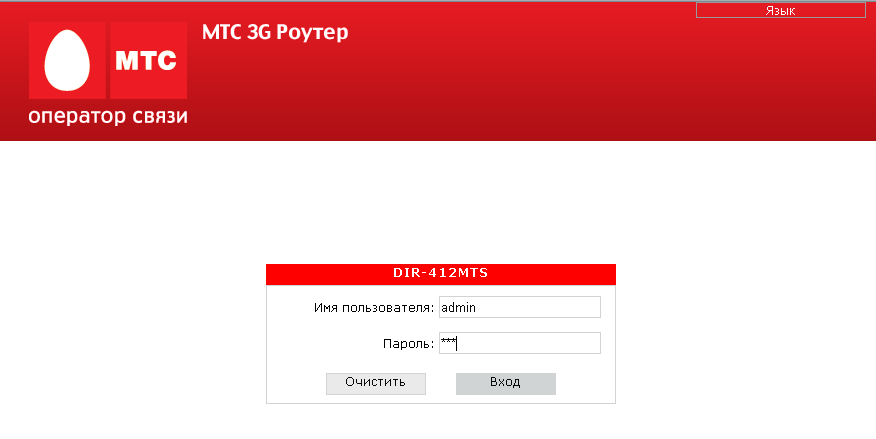 Язык
МТС 3G Роутер
МТС
оператор связи
DIR-412MTS
Имя пользователя: admin
Пароль: ***
Очистить Вход